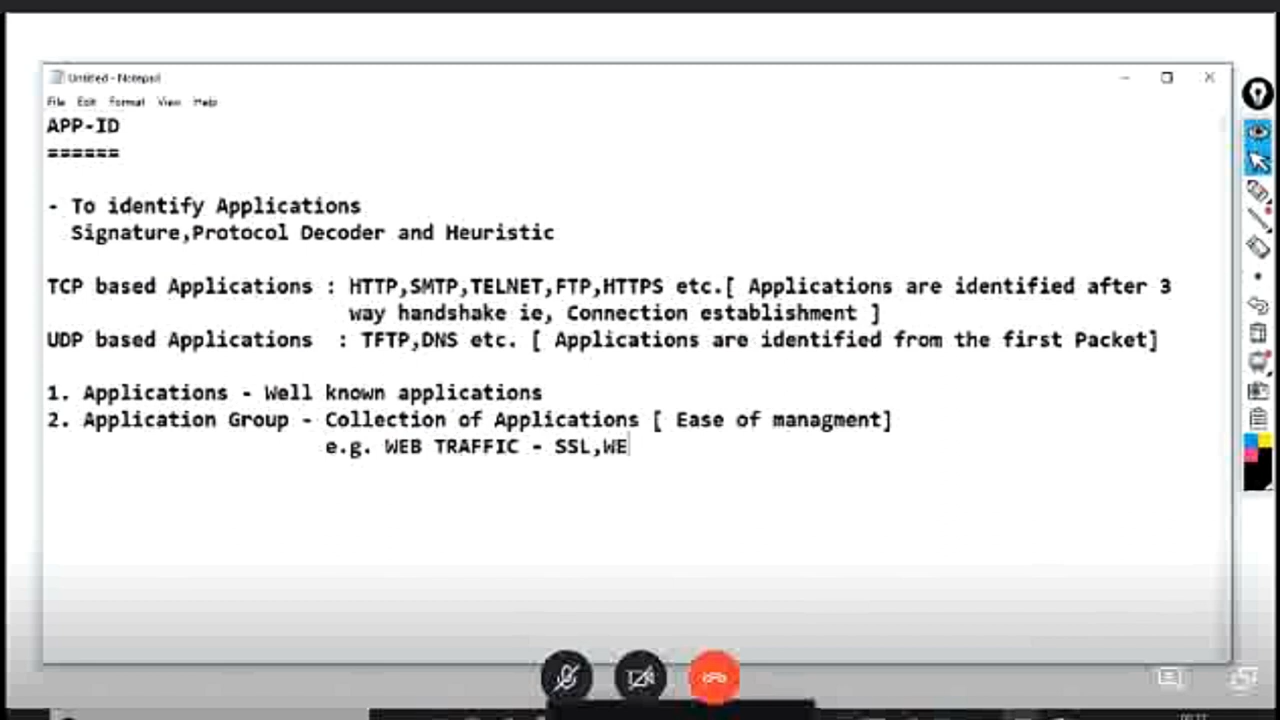 Untitled - Notepad
File Edit Format View Help
APP-ID
======
- To identify Applications
Signature,Protocol Decoder and Heuristic
TCP based Applications : HTTP,SMTP,TELNET,FTP,HTTPS etc.[ Applications are identified after 3
way handshake ie, Connection establishment ]
UDP based Applications : TFTP,DNS etc. [ Applications are identified from the first Packet]
1. Applications - Well known applications
2. Application Group - Collection of Applications [ Ease of managment]
e.g. WEB TRAFFIC - SSL,WE